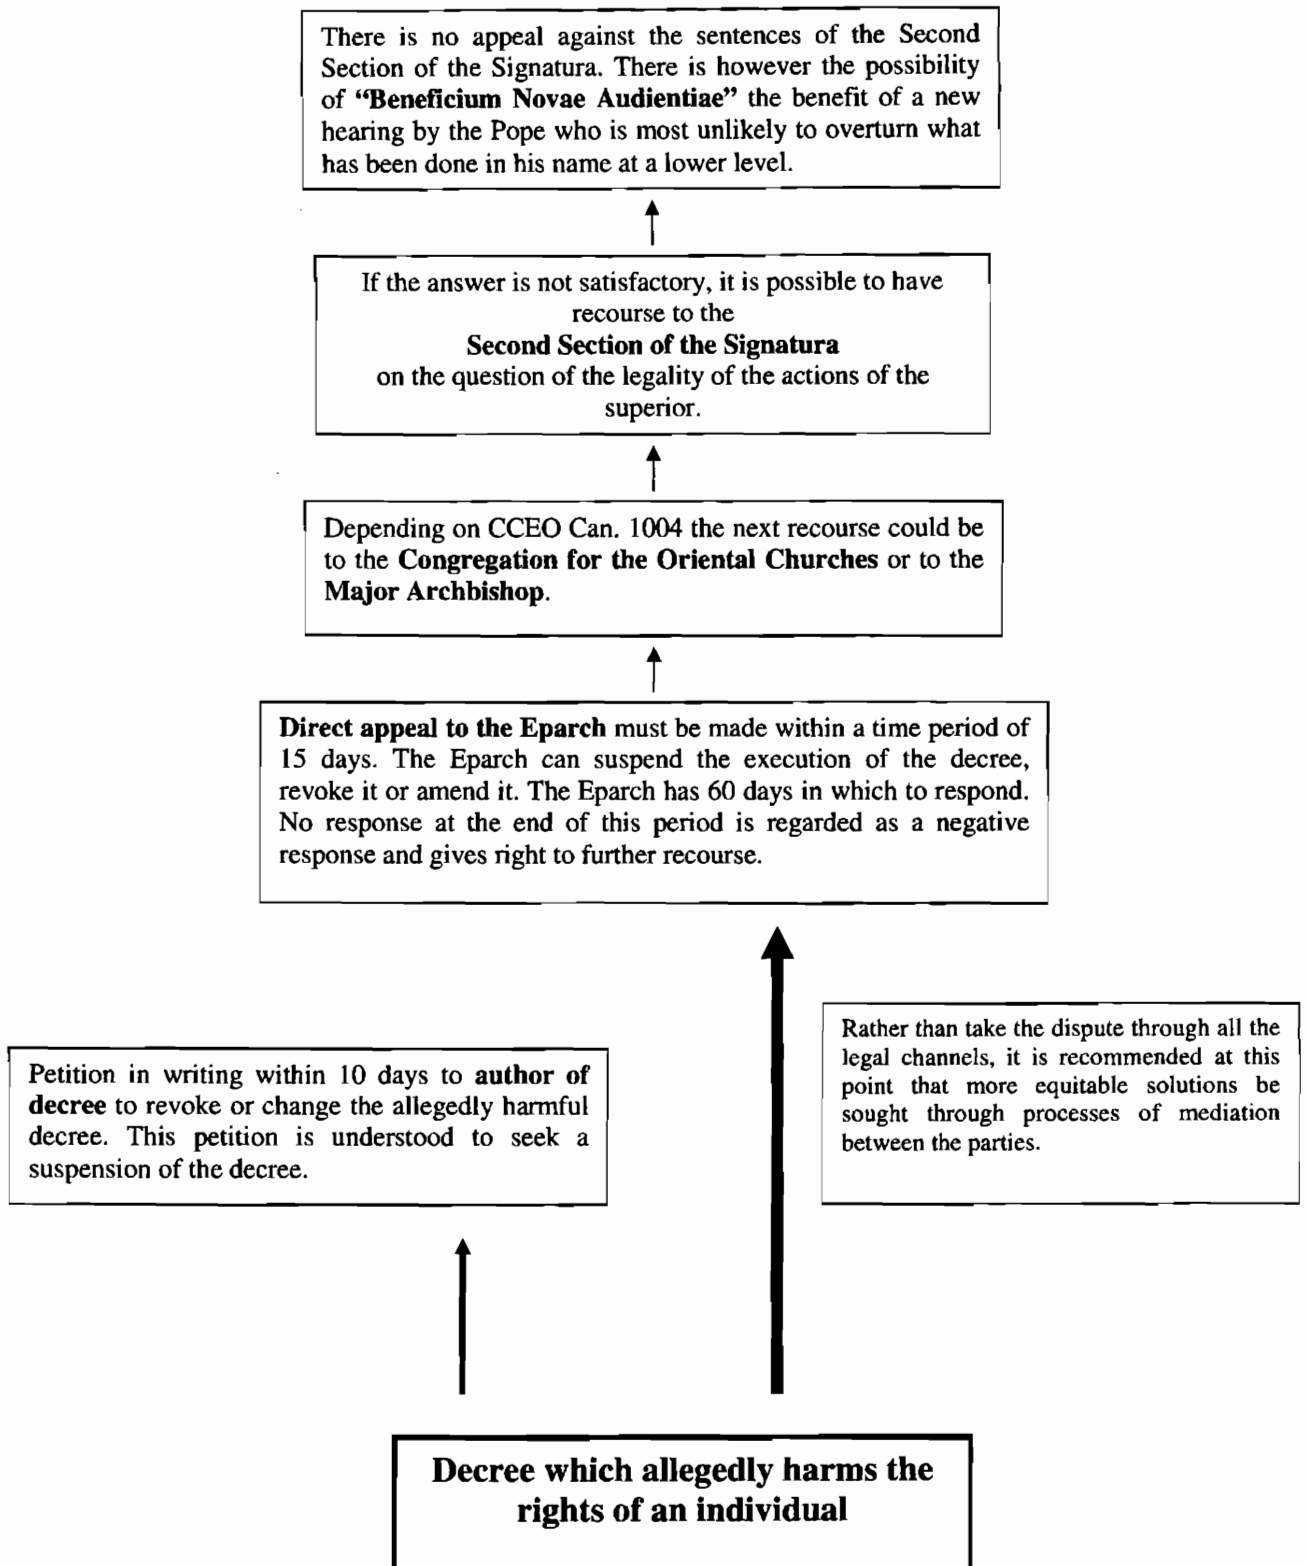 There is no appeal against the sentences of the Second
Section of the Signatura. There is however the possibility
of “Beneficium Novae Audientiae” the benefit of a new
hearing by the Pope who is most unlikely to overturn what
has been done in his name at a lower level.
If the answer is not satisfactory, it is possible to have
recourse to the
Second Section of the Signatura
on the question of the legality of the actions of the
superior.
Depending on CCEO Can. 1004 the next recourse could be
to the Congregation for the Oriental Churches or to the
Major Archbishop.
Direct appeal to the Eparch must be made within a time period of
15 days. The Eparch can suspend the execution of the decree,
revoke it or amend it. The Eparch has 60 days in which to respond.
No response at the end of this period is regarded as a negative
response and gives right to further recourse.
Petition in writing within 10 days to author of
decree to revoke or change the allegedly harmful
decree. This petition is understood to seek a
suspension of the decree.
Rather than take the dispute through all the
legal channels, it is recommended at this
point that more equitable solutions be
sought through processes of mediation
between the parties.
Decree which allegedly harms the
rights of an individual